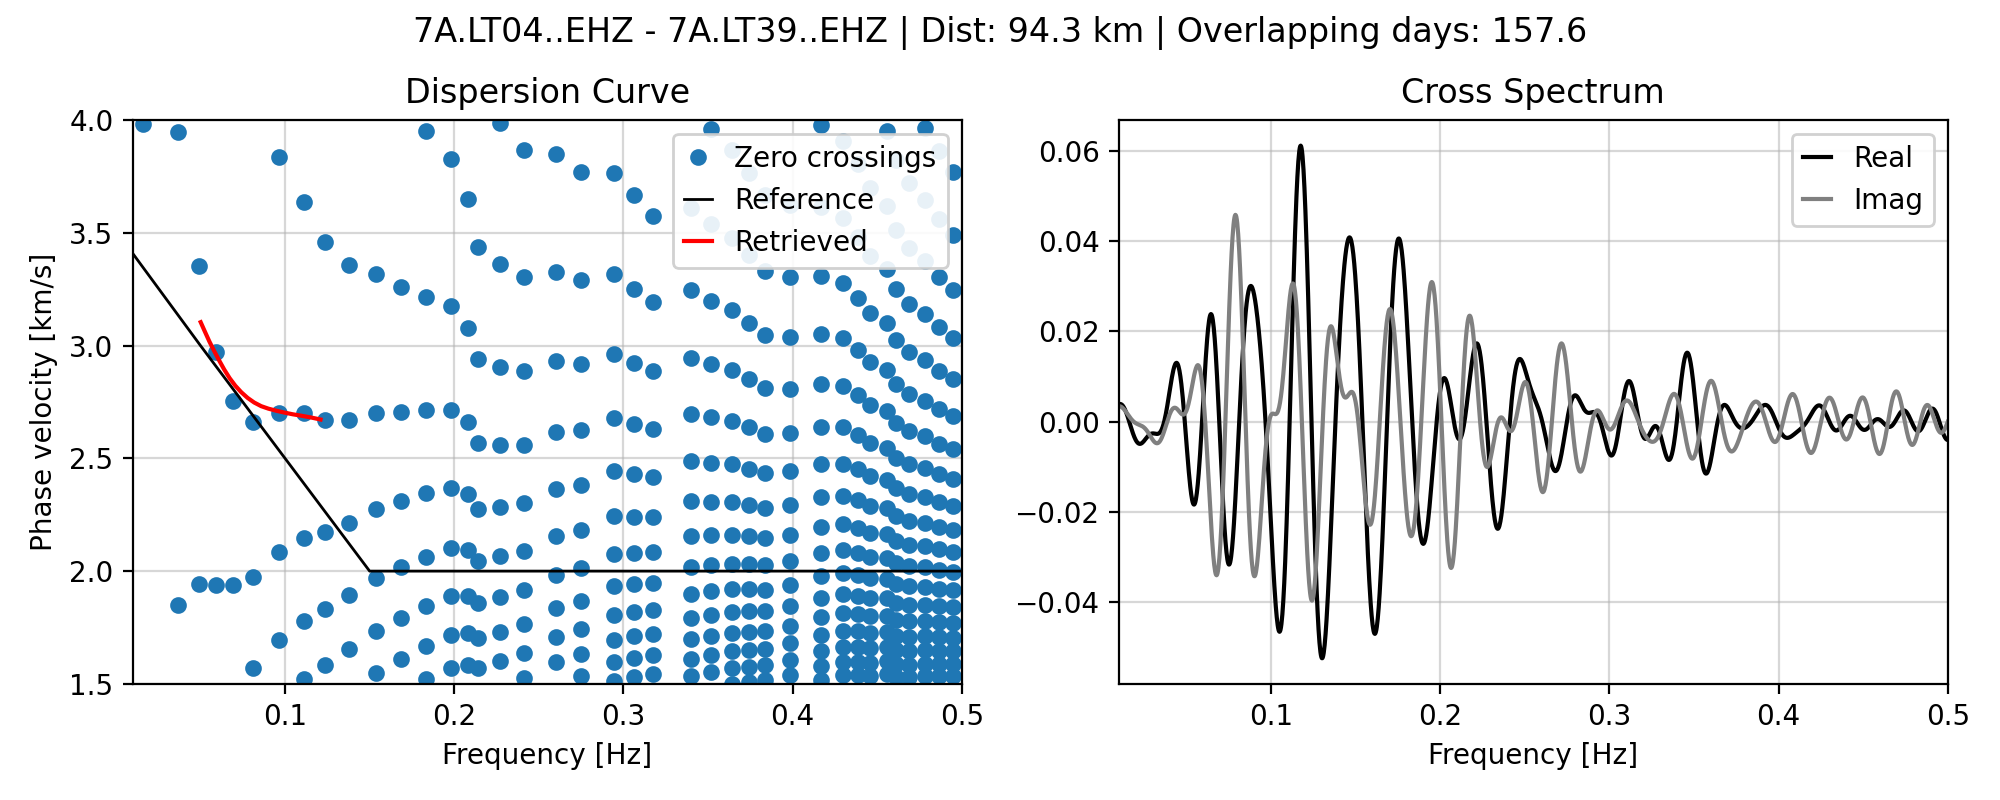 7A.LT04..EHZ - 7A.LT39..EHZ | Dist: 94.3 km | Overlapping days: 157.6
Dispersion Curve
4.0
3.5
3.0
2.5
2.0
1.5
Phase velocity [km/s]
0.1 0.2 0.3 0.4 0.5
Frequency [Hz]
Zero crossings
Reference
Retrieved
Cross Spectrum
0.06
0.04
0.02
0.00
−0.02
−0.04
0.1 0.2 0.3 0.4 0.5
Frequency [Hz]
Real
Imag